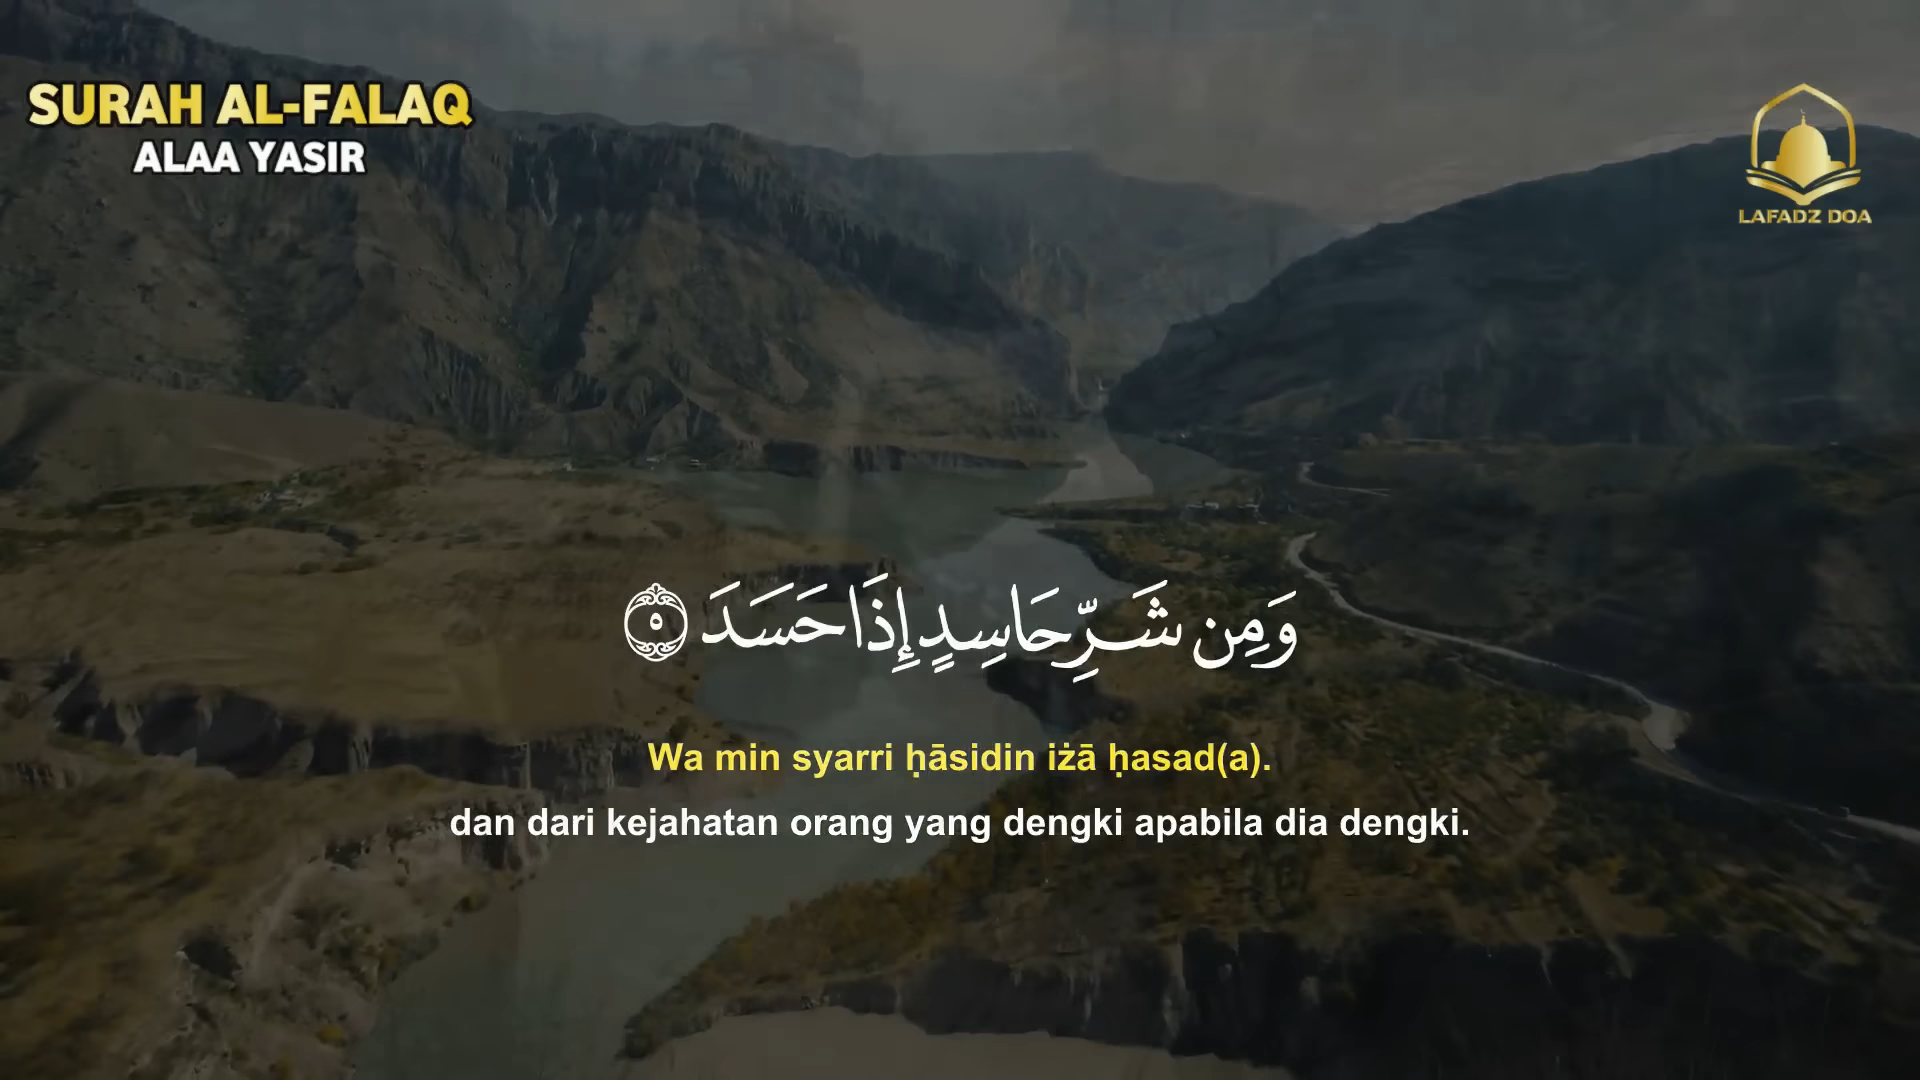 SURAH AL-FALAQ
ALAA YASIR
LAFADZ DOA
وَمِن شَرِّ حَاسِدٍ إِذَا حَسَدَ ٥
Wa min syarri ḥāsidin iżā ḥasad(a).
dan dari kejahatan orang yang dengki apabila dia dengki.